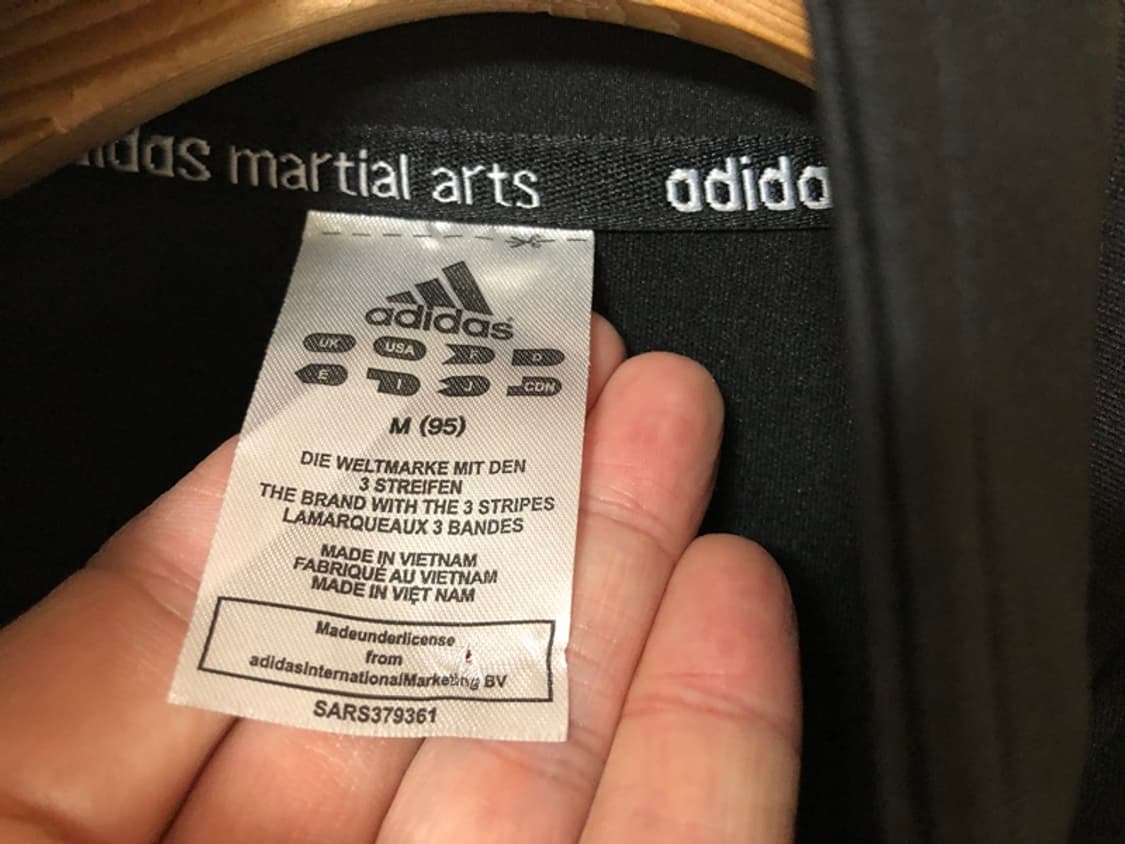 adidas martial arts adida
adidas
UK USA F D
E I J CDN
M (95)
DIE WELTMARKE MIT DEN
3 STREIFEN
THE BRAND WITH THE 3 STRIPES
LAMARQUEAUX 3 BANDES
MADE IN VIETNAM
FABRIQUÉ AU VIETNAM
MADE IN VIỆT NAM
Madeunderlicense
from
adidasInternationalMarketing BV
SARS379361